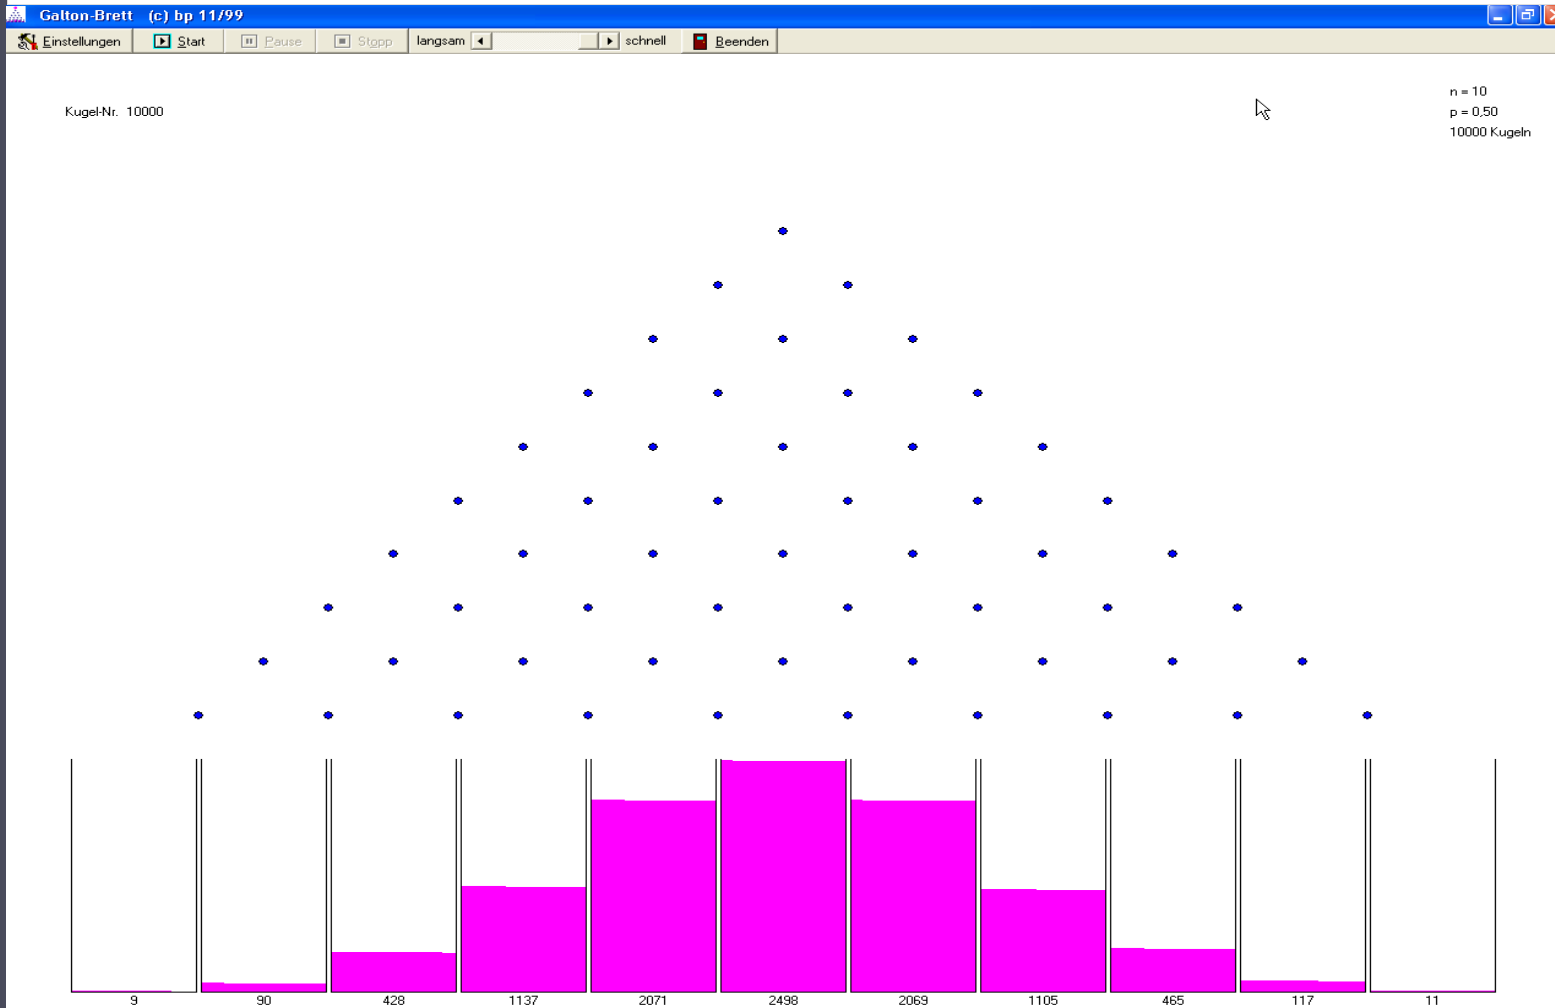 Galton-Brett (c) bp 11/99
Einstellungen Start Pause Stopp langsam schnell Beenden
n = 10
Kugel-Nr. 10000 p = 0,50
10000 Kugeln
9 90 428 1137 2071 2498 2069 1105 465 117 11